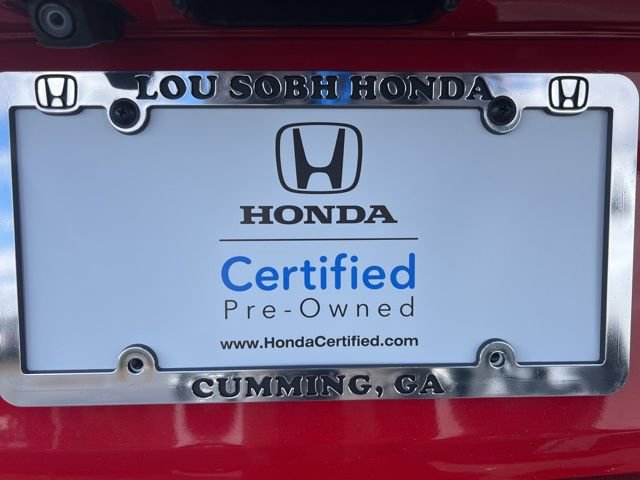 LOU SOBH HONDA
HONDA
Certified
Pre-Owned
www.HondaCertified.com
CUMMING, GA